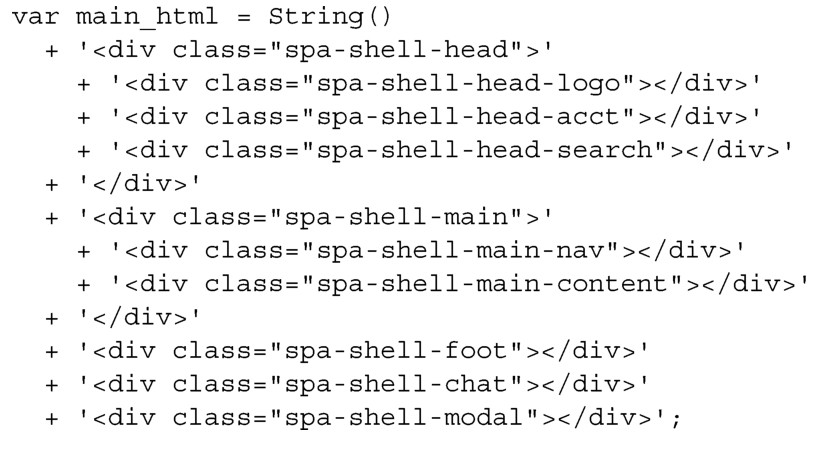 var main_html = String()
  + '<div class="spa-shell-head">'
    + '<div class="spa-shell-head-logo"></div>'
    + '<div class="spa-shell-head-acct"></div>'
    + '<div class="spa-shell-head-search"></div>'
  + '</div>'
  + '<div class="spa-shell-main">'
    + '<div class="spa-shell-main-nav"></div>'
    + '<div class="spa-shell-main-content"></div>'
  + '</div>'
  + '<div class="spa-shell-foot"></div>'
  + '<div class="spa-shell-chat"></div>'
  + '<div class="spa-shell-modal"></div>';